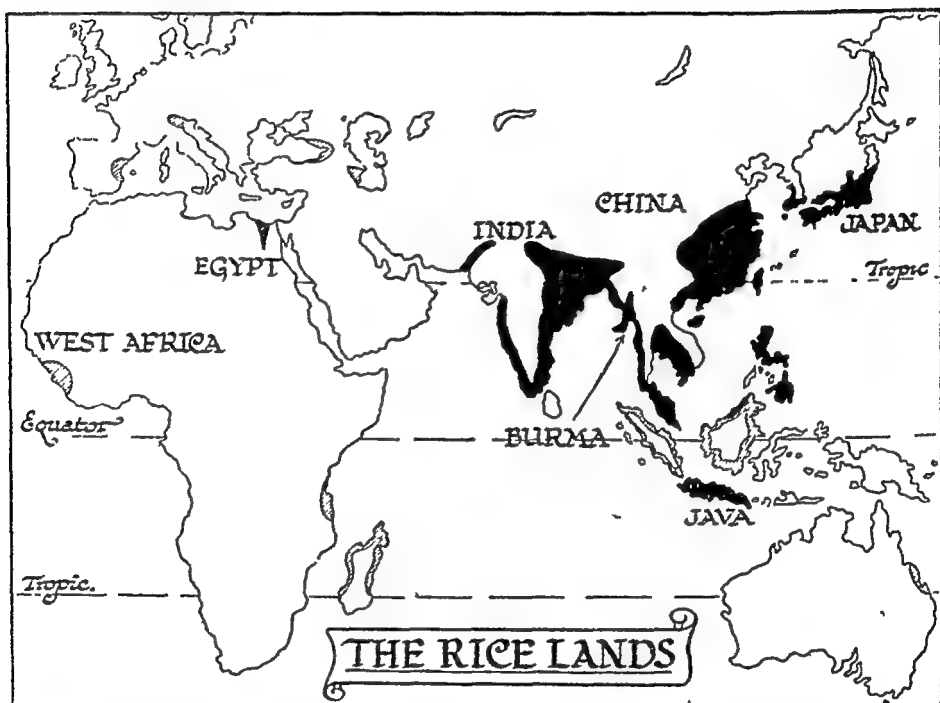 CHINA
INDIA
JAPAN
EGYPT
Tropic
WEST AFRICA
Equator
BURMA
JAVA
Tropic.
THE RICE LANDS